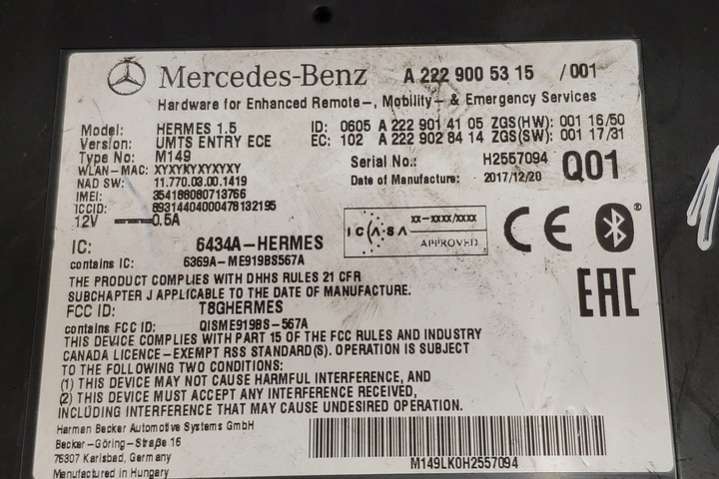 Mercedes-Benz A 222 900 53 15 /001
Hardware for Enhanced Remote-, Mobility- & Emergency Services
Model: HERMES 1.5 ID: 0605 A 222 901 41 05 ZGS(HW): 001 16/50
Version: UMTS ENTRY ECE EC: 102 A 222 902 84 14 ZGS(SW): 001 17/31
Type No: M149
WLAN-MAC: XYXYXYXYXYXY Serial No.: H2557094 Q01
NAD SW: 11.770.03.00.1419 Date of Manufacture: 2017/12/20
IMEI: 354186080713766
ICCID: 89314404000478132195
12V 0.5A
ICASA xx-xxxx/xxxx
APPROVED
CE
EAC
IC: 6434A-HERMES
contains IC: 6369A-ME919BS567A
THE PRODUCT COMPLIES WITH DHHS RULES 21 CFR
SUBCHAPTER J APPLICABLE TO THE DATE OF MANUFACTURE.
FCC ID: T8GHERMES
contains FCC ID: QISME919BS-567A
THIS DEVICE COMPLIES WITH PART 15 OF THE FCC RULES AND INDUSTRY
CANADA LICENCE-EXEMPT RSS STANDARD(S). OPERATION IS SUBJECT
TO THE FOLLOWING TWO CONDITIONS:
(1) THIS DEVICE MAY NOT CAUSE HARMFUL INTERFERENCE, AND
(2) THIS DEVICE MUST ACCEPT ANY INTERFERENCE RECEIVED,
INCLUDING INTERFERENCE THAT MAY CAUSE UNDESIRED OPERATION.
Harman Becker Automotive Systems GmbH
Becker-Göring-Straße 16
76307 Karlsbad, Germany
Manufactured in Hungary
M149LK0H2557094